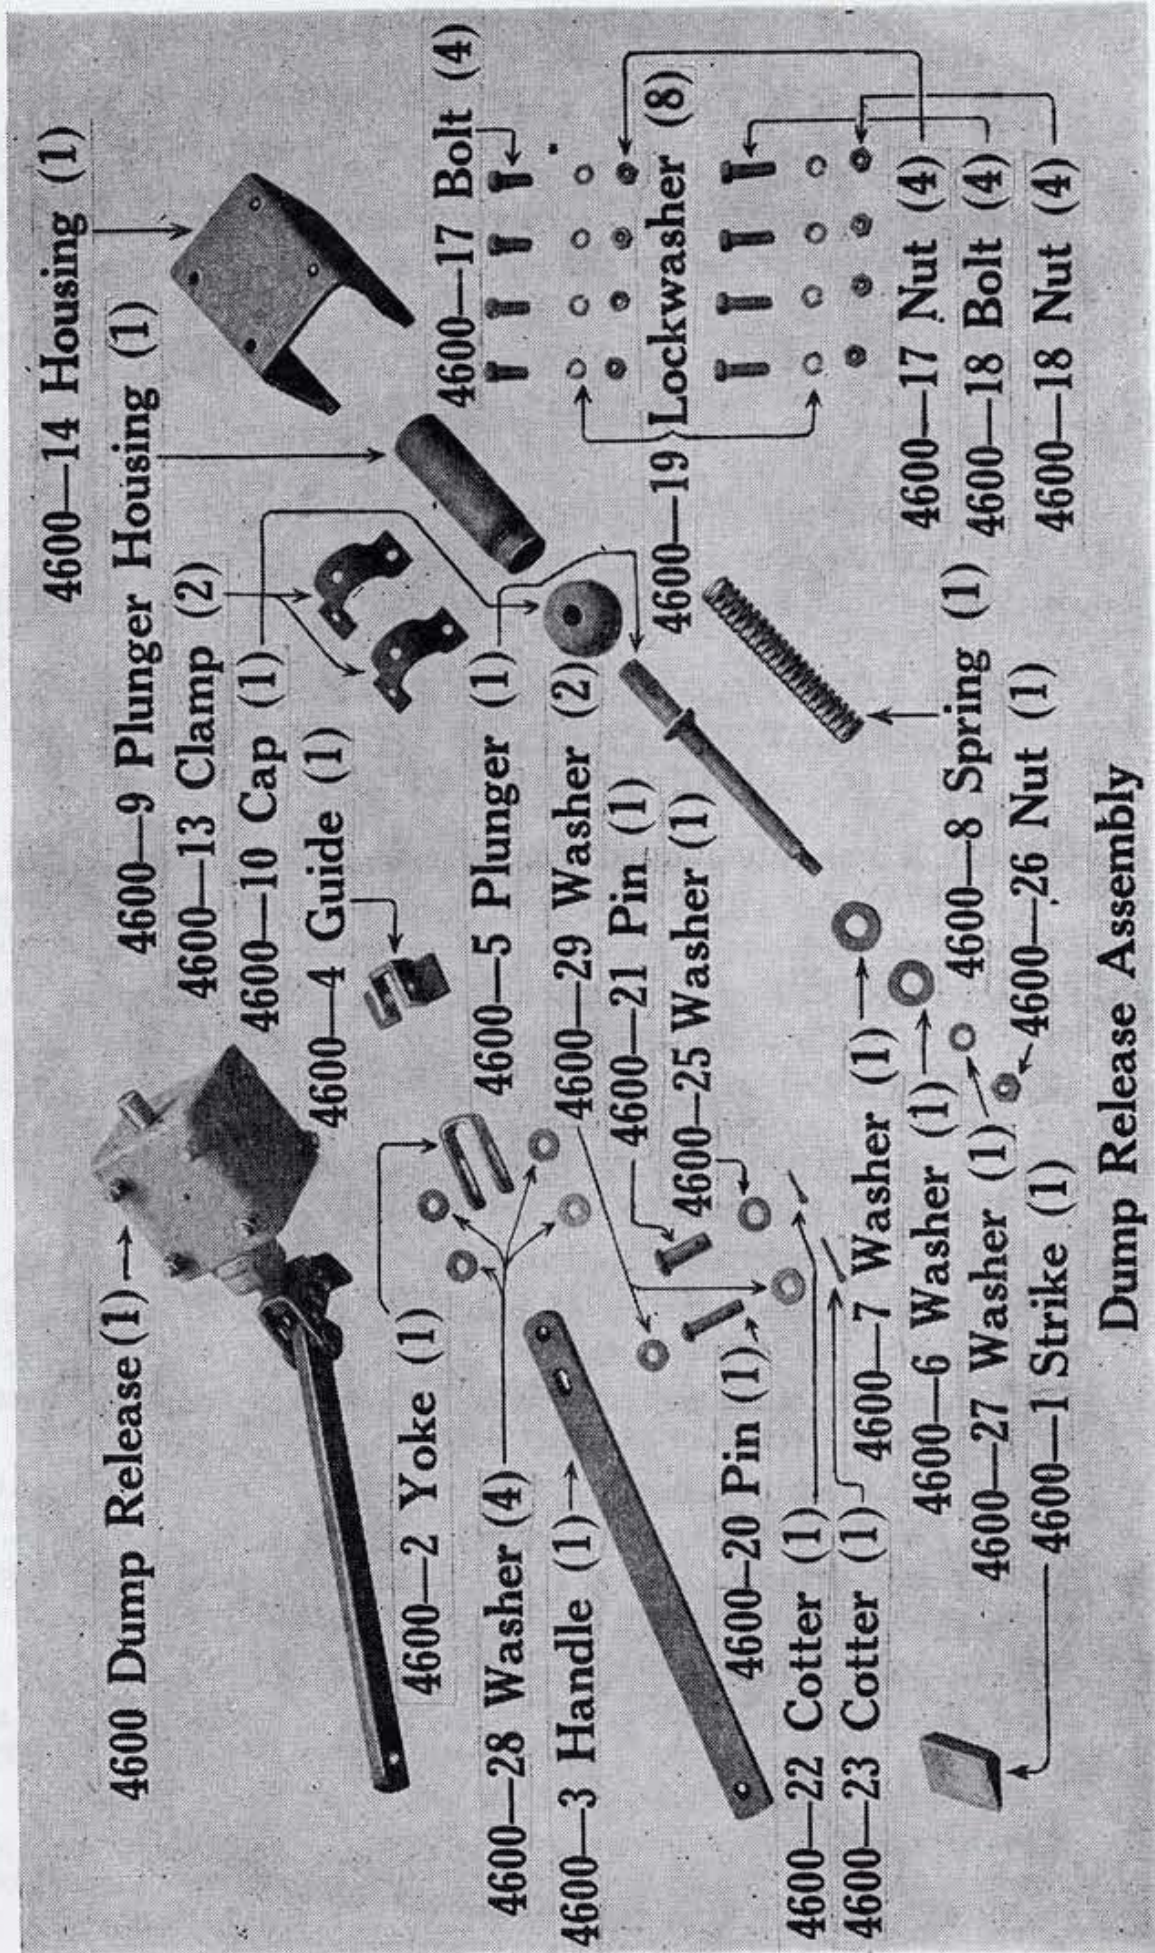 4600 Dump Release (1)
4600—14 Housing (1)
4600—9 Plunger Housing (1)
4600—13 Clamp (2)
4600—10 Cap (1)
4600—4 Guide (1)
4600—2 Yoke (1)
4600—17 Bolt (4)
4600—28 Washer (4)
4600—5 Plunger (1)
4600—3 Handle (1)
4600—29 Washer (2)
4600—21 Pin (1)
4600—25 Washer (1)
4600—19 Lockwasher (8)
4600—20 Pin (1)
4600—22 Cotter (1)
4600—23 Cotter (1)
4600—7 Washer (1)
4600—6 Washer (1)
4600—27 Washer (1)
4600—1 Strike (1)
4600—8 Spring (1)
4600—26 Nut (1)
4600—17 Nut (4)
4600—18 Bolt (4)
4600—18 Nut (4)
Dump Release Assembly